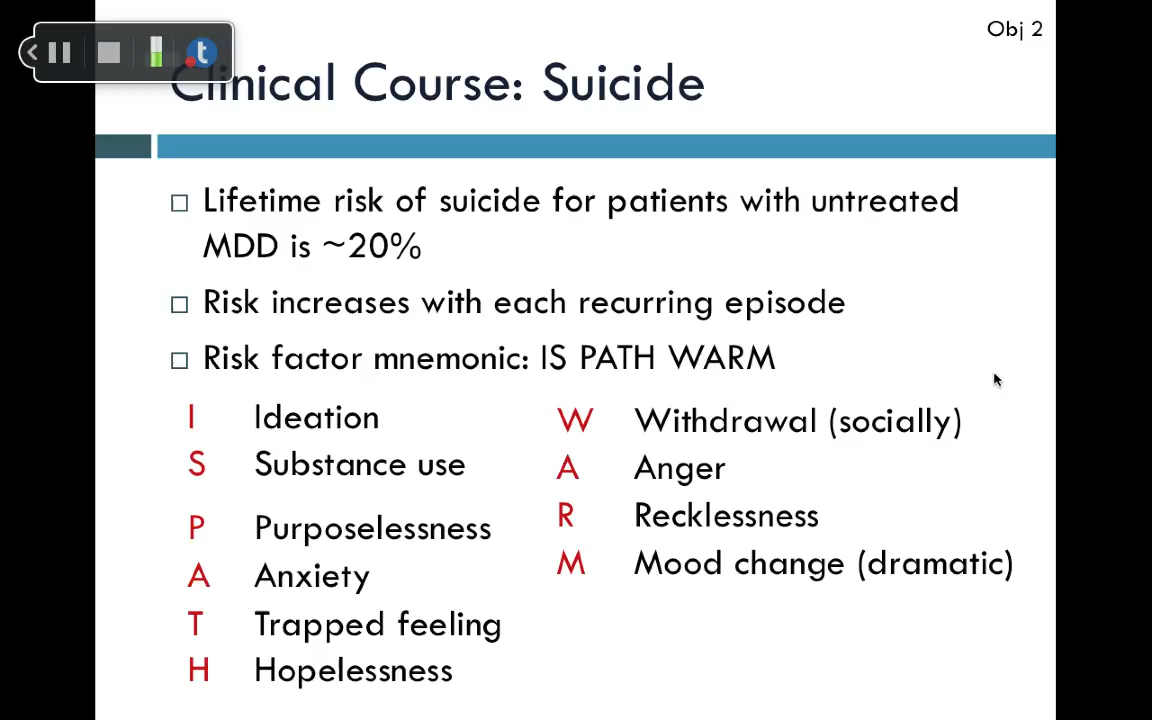 Obj 2
Clinical Course: Suicide
Lifetime risk of suicide for patients with untreated
MDD is ~20%
Risk increases with each recurring episode
Risk factor mnemonic: IS PATH WARM
I Ideation
S Substance use
P Purposelessness
A Anxiety
T Trapped feeling
H Hopelessness
W Withdrawal (socially)
A Anger
R Recklessness
M Mood change (dramatic)
t